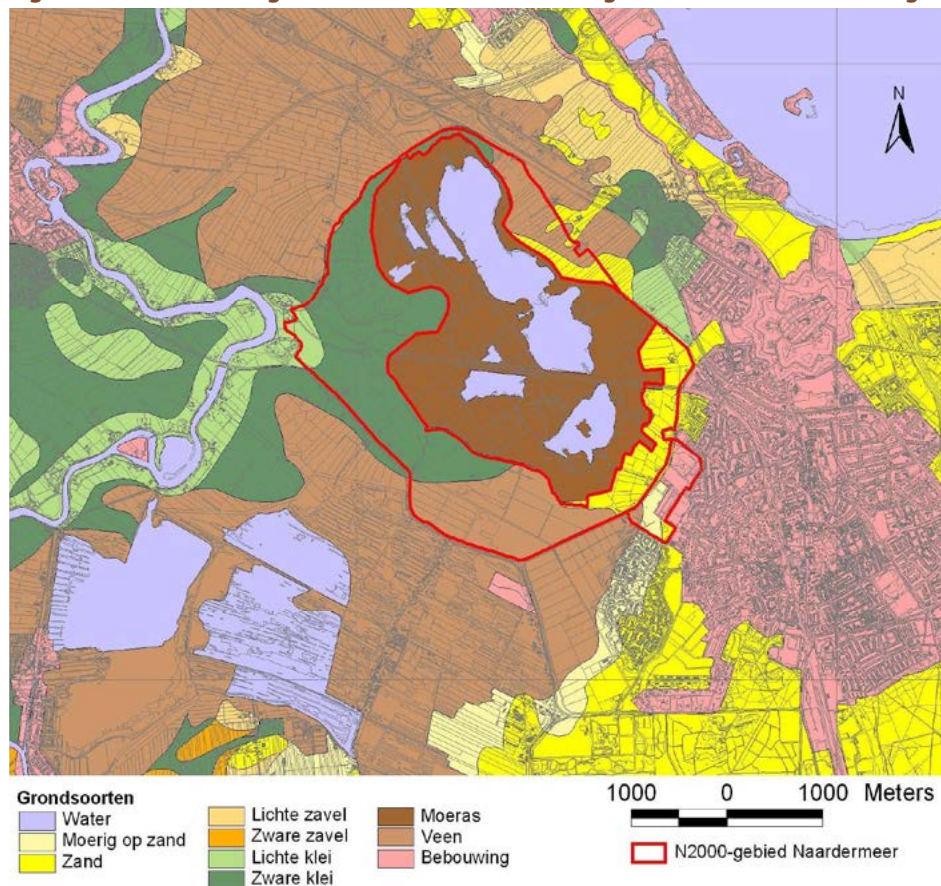 N
Grondsoorten
Water
Moerig op zand
Zand
Lichte zavel
Zware zavel
Lichte klei
Zware klei
Moeras
Veen
Bebouwing
1000 0 1000 Meters
N2000-gebied Naardermeer